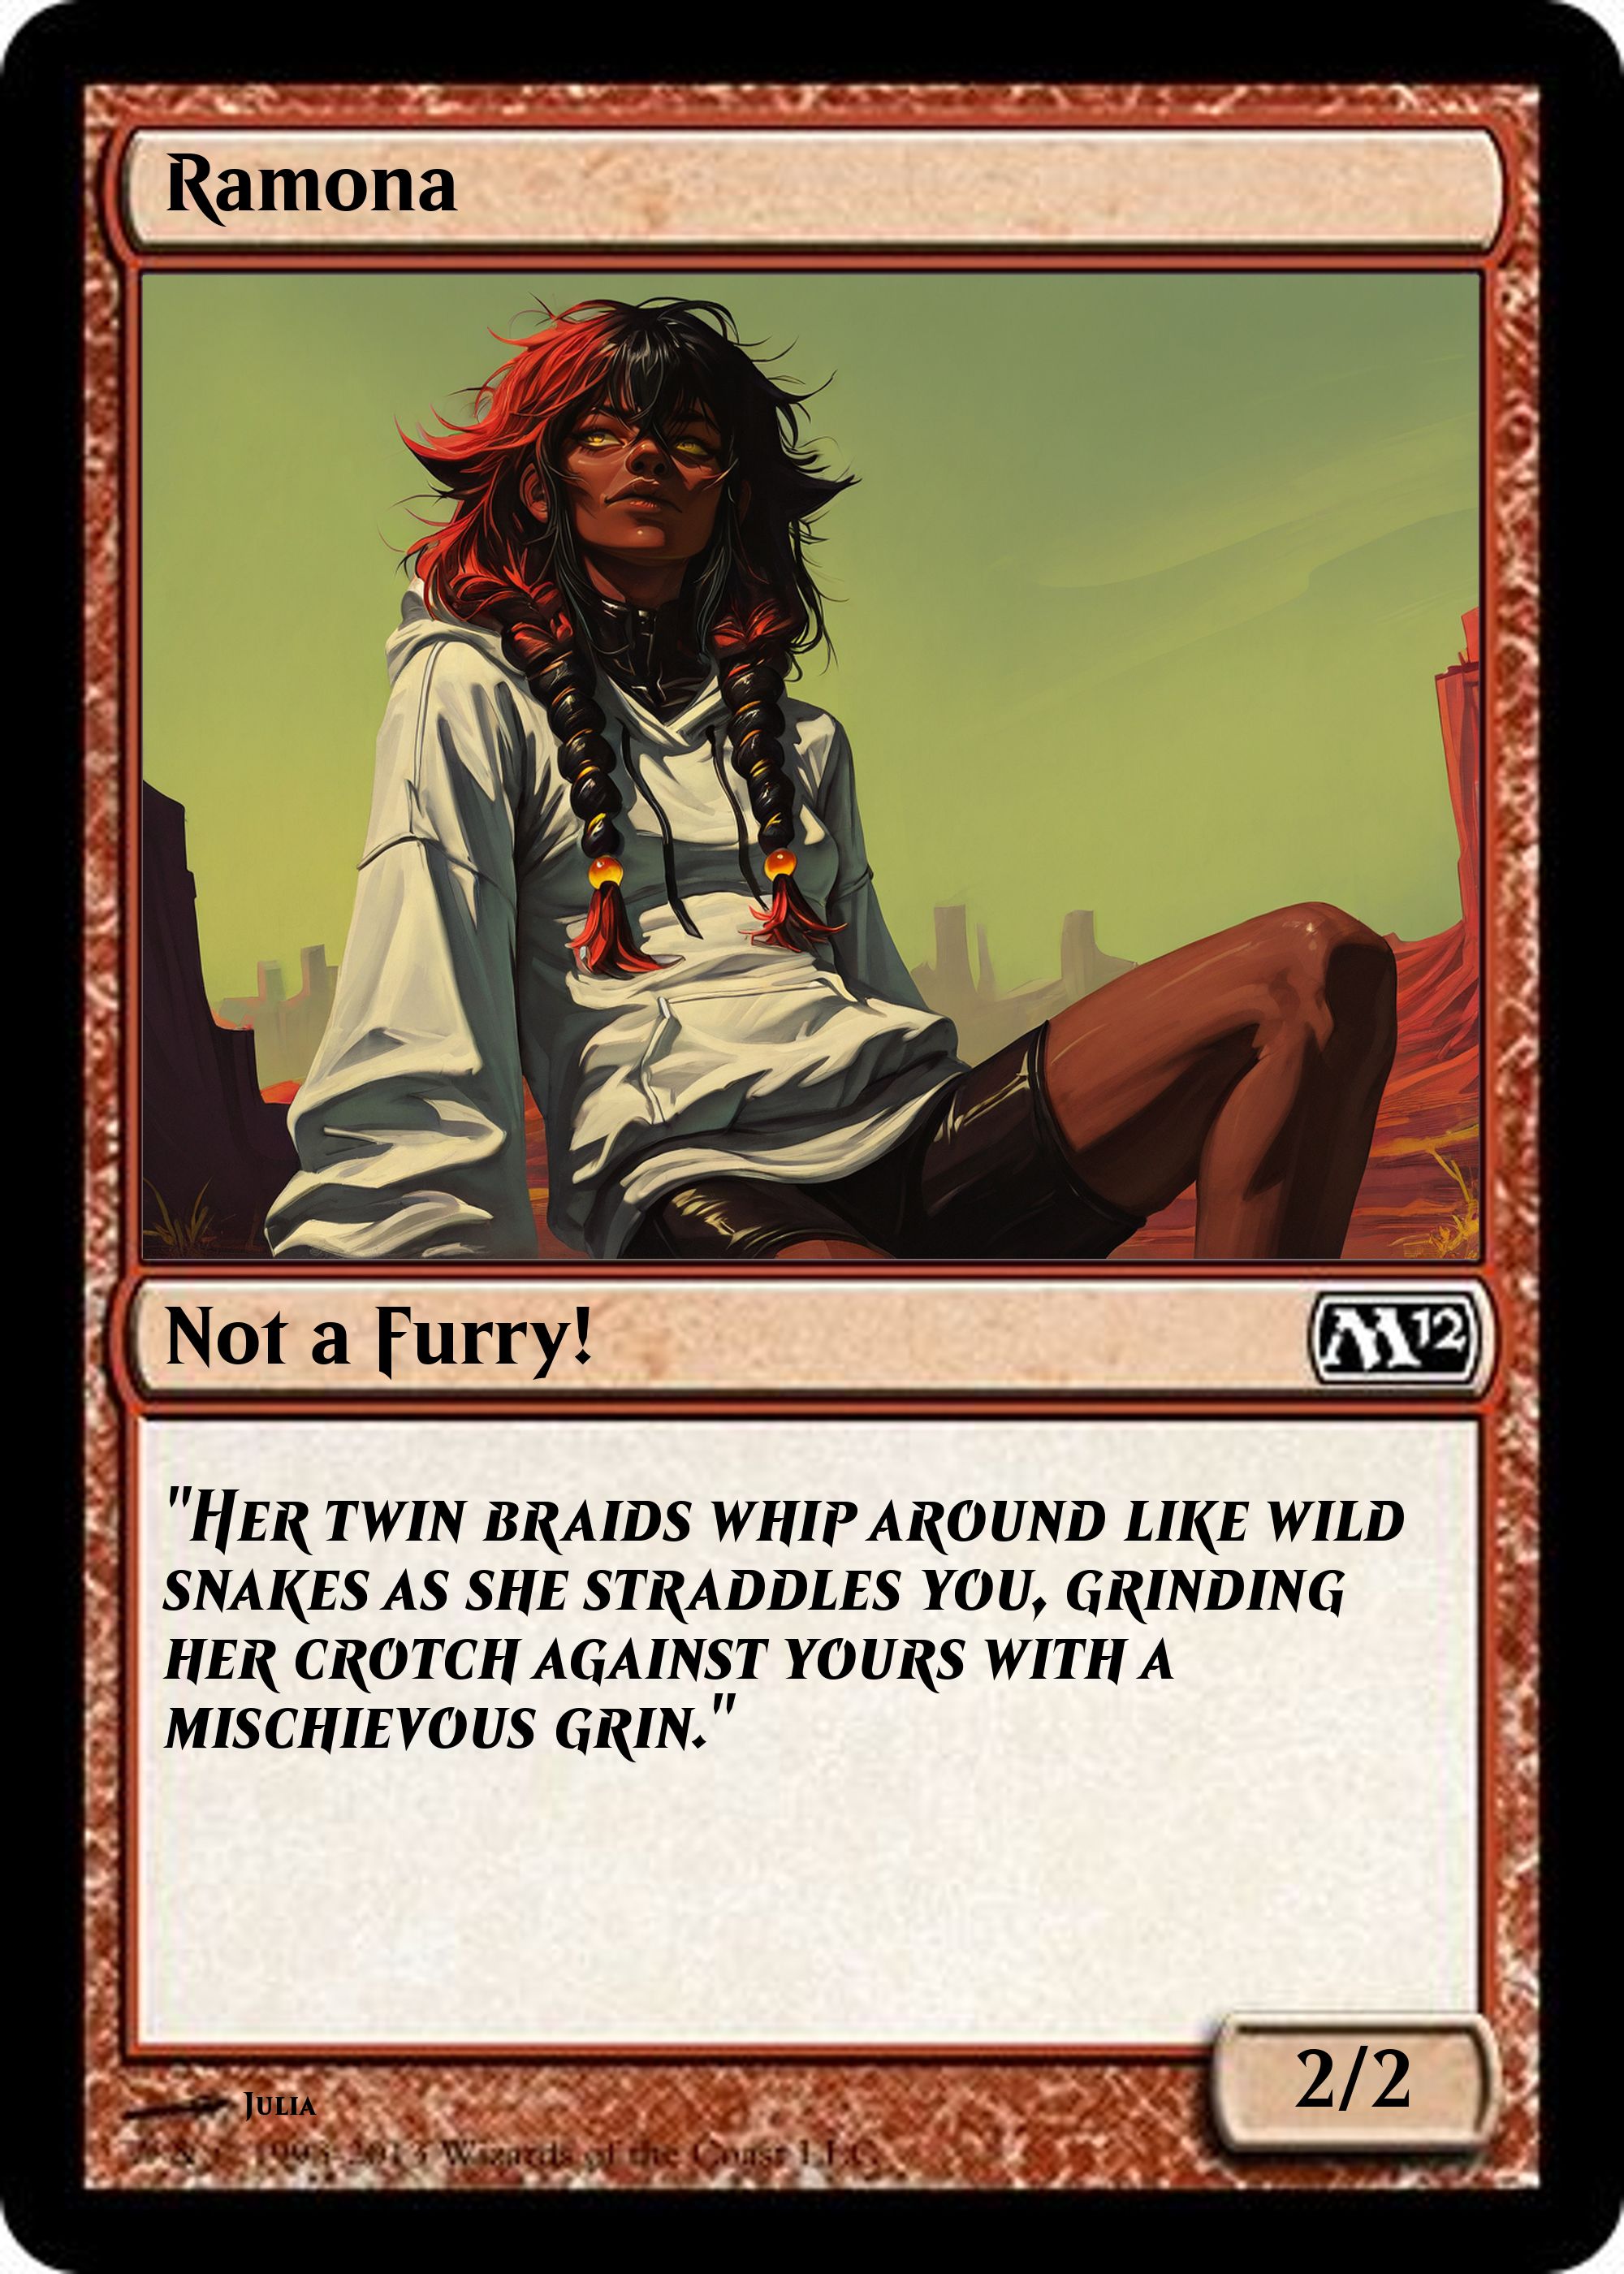 Ramona
Not a Furry!
M12
"Her twin braids whip around like wild
snakes as she straddles you, grinding
her crotch against yours with a
mischievous grin."
2/2
Julia
& 1993-2013 Wizards of the Coast LLC